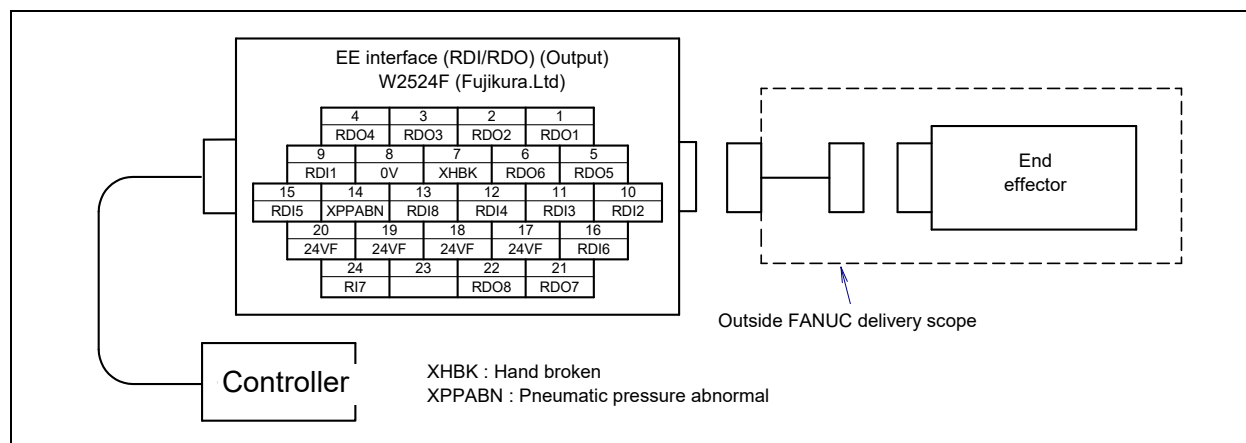 EE interface (RDI/RDO) (Output)
W2524F (Fujikura.Ltd)
4 3 2 1
RDO4 RDO3 RDO2 RDO1
9 8 7 6 5
RDI1 0V XHBK RDO6 RDO5
15 14 13 12 11 10
RDI5 XPPABN RDI8 RDI4 RDI3 RDI2
20 19 18 17 16
24VF 24VF 24VF 24VF RDI6
24 23 22 21
RI7 RDO8 RDO7
End
effector
Outside FANUC delivery scope
Controller
XHBK : Hand broken
XPPABN : Pneumatic pressure abnormal